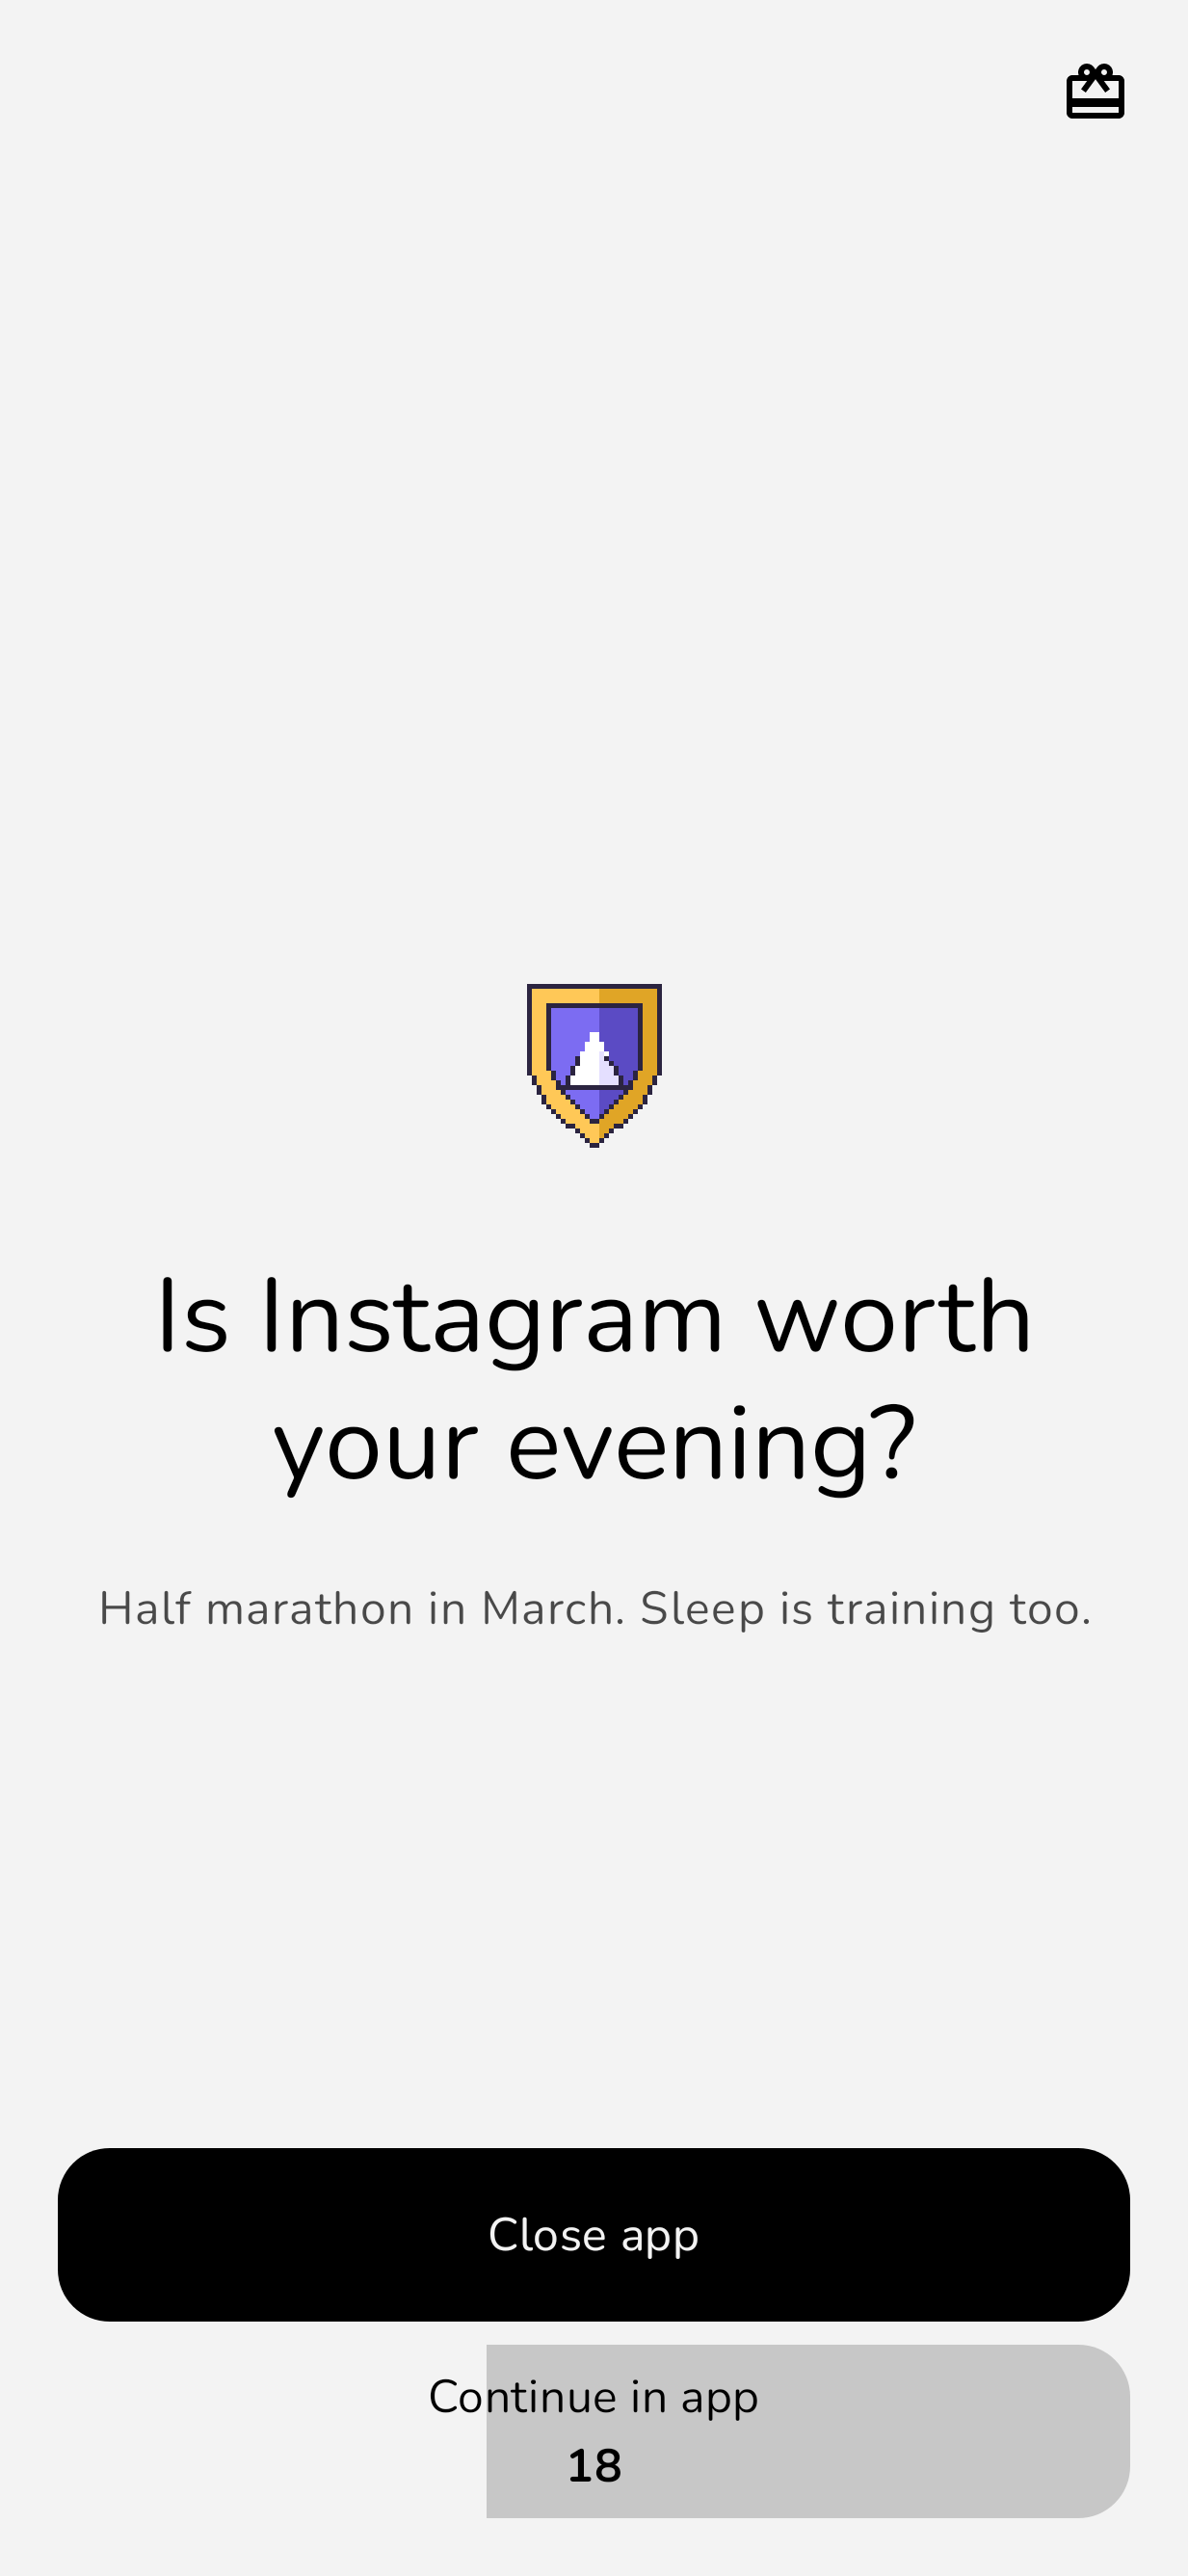 Is Instagram worth
your evening?
Half marathon in March. Sleep is training too.
Close app
Continue in app
18